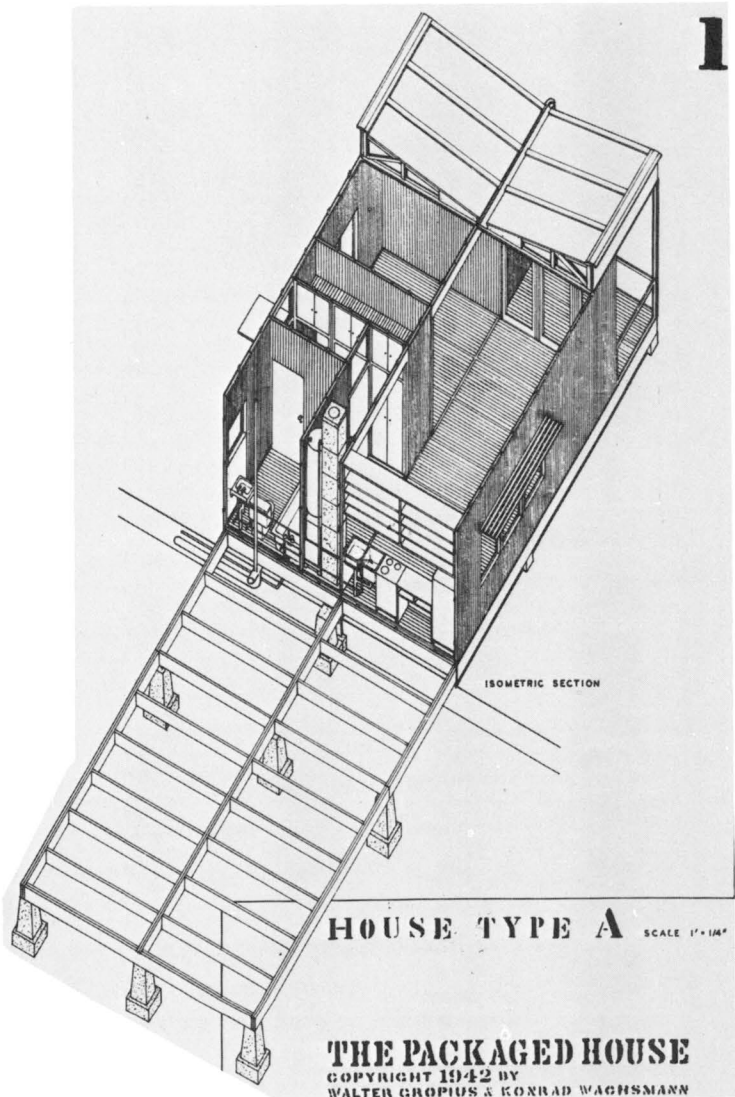 1
ISOMETRIC SECTION
HOUSE TYPE A SCALE 1'=1/4"
THE PACKAGED HOUSE
COPYRIGHT 1942 BY
WALTER GROPIUS & KONRAD WACHSMANN